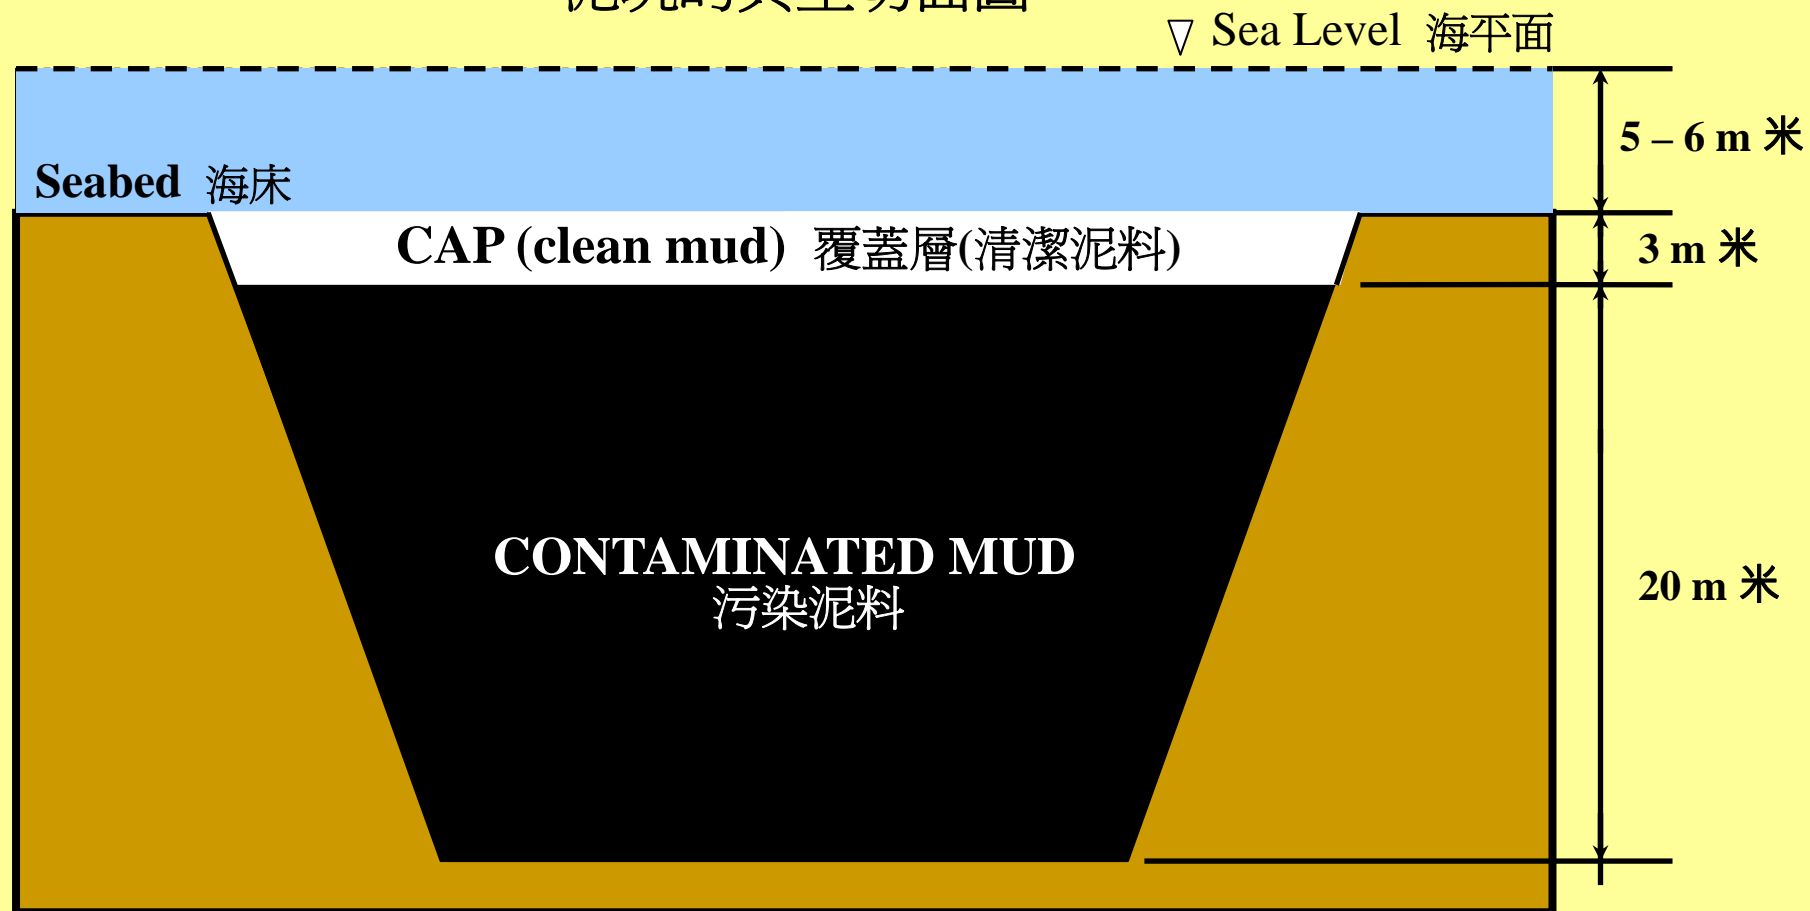 Sea Level 海平面
5 – 6 m 米
Seabed 海床
CAP (clean mud) 覆蓋層(清潔泥料)
3 m 米
CONTAMINATED MUD
污染泥料
20 m 米